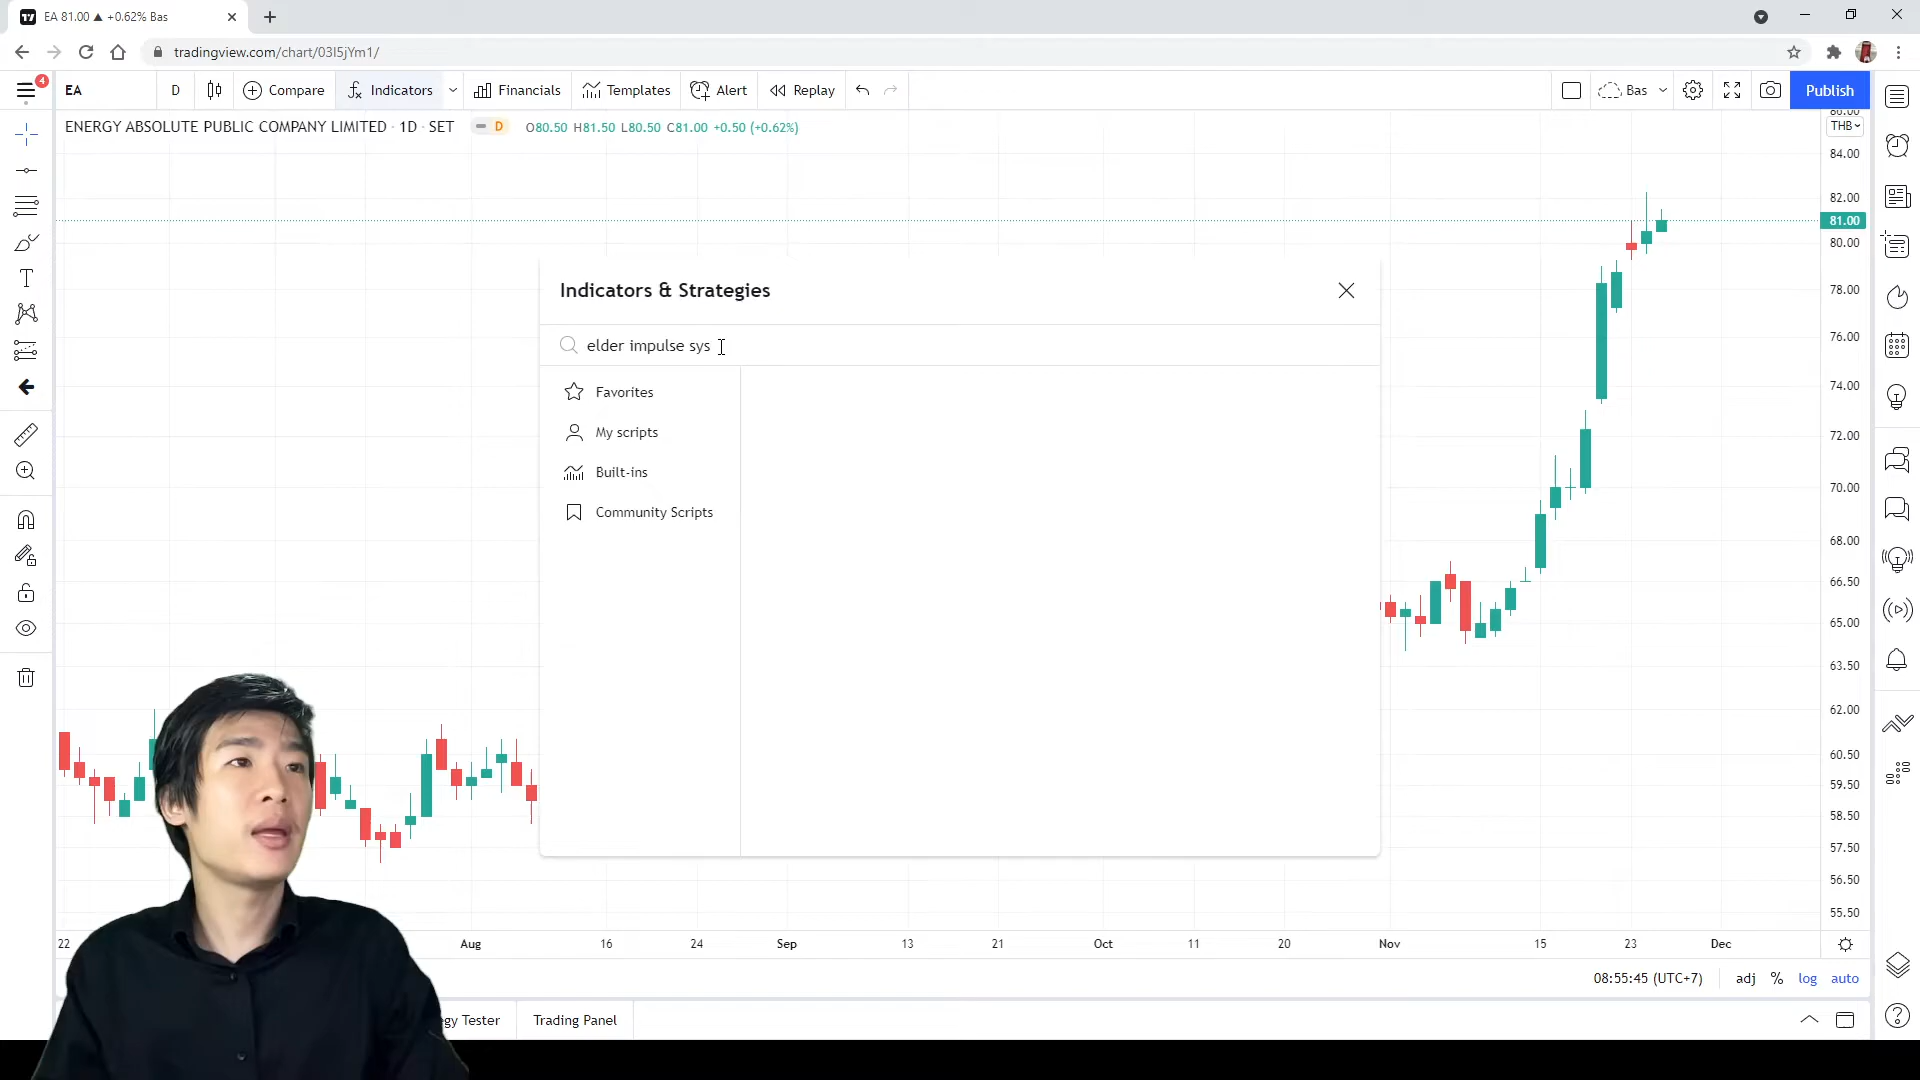 EA 81.00 ▲ +0.62% Bas
tradingview.com/chart/03I5jYm1/
4
EA D Compare Indicators Financials Templates Alert Replay Bas Publish
ENERGY ABSOLUTE PUBLIC COMPANY LIMITED · 1D · SET D O80.50 H81.50 L80.50 C81.00 +0.50 (+0.62%)
86.00
THB
84.00
82.00
81.00
80.00
78.00
76.00
74.00
72.00
70.00
68.00
66.50
65.00
63.50
62.00
60.50
59.50
58.50
57.50
56.50
55.50
Indicators & Strategies
elder impulse sys
Favorites
My scripts
Built-ins
Community Scripts
22 Aug 16 24 Sep 13 21 Oct 11 20 Nov 15 23 Dec
08:55:45 (UTC+7) adj % log auto
gy Tester Trading Panel